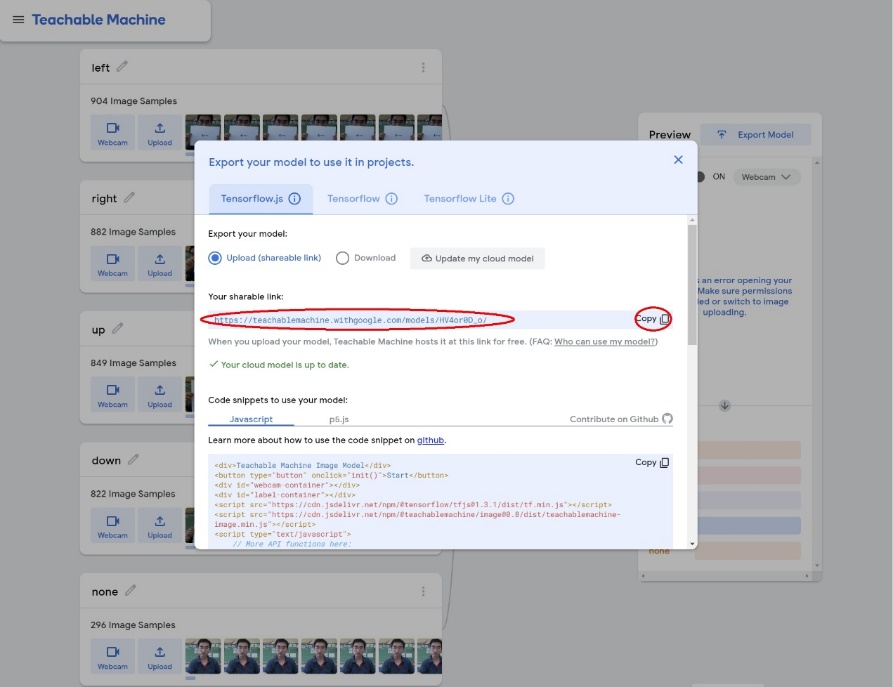 Teachable Machine
left
904 Image Samples
Webcam
Upload
right
882 Image Samples
Webcam
Upload
up
849 Image Samples
Webcam
Upload
down
822 Image Samples
Webcam
Upload
none
296 Image Samples
Webcam
Upload
Export your model to use it in projects.
Tensorflow.js
Tensorflow
Tensorflow Lite
Export your model:
Upload (shareable link)
Download
Update my cloud model
Your sharable link:
https://teachablemachine.withgoogle.com/models/HV4or0D_o/
Copy
When you upload your model, Teachable Machine hosts it at this link for free. (FAQ: Who can use my model?)
✓ Your cloud model is up to date.
Code snippets to use your model:
Javascript
p5.js
Contribute on Github
Learn more about how to use the code snippet on github.
Copy
<div>Teachable Machine Image Model</div>
<button type="button" onclick="init()">Start</button>
<div id="webcam-container"></div>
<div id="label-container"></div>
<script src="https://cdn.jsdelivr.net/npm/@tensorflow/tfjs@1.3.1/dist/tf.min.js"></script>
<script src="https://cdn.jsdelivr.net/npm/@teachablemachine/image@0.8/dist/teachablemachine-
image.min.js"></script>
<script type="text/javascript">
// More API functions here:
Preview
Export Model
ON
Webcam
an error opening your
Make sure permissions
or switch to image
uploading.
none